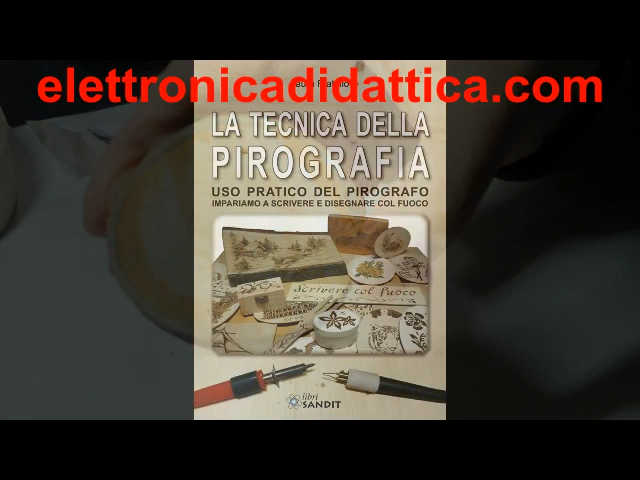 elettronicadidattica.com
LA TECNICA DELLA
PIROGRAFIA
USO PRATICO DEL PIROGRAFO
IMPARIAMO A SCRIVERE E DISEGNARE COL FUOCO
Scrivere col fuoco
libri
SANDIT